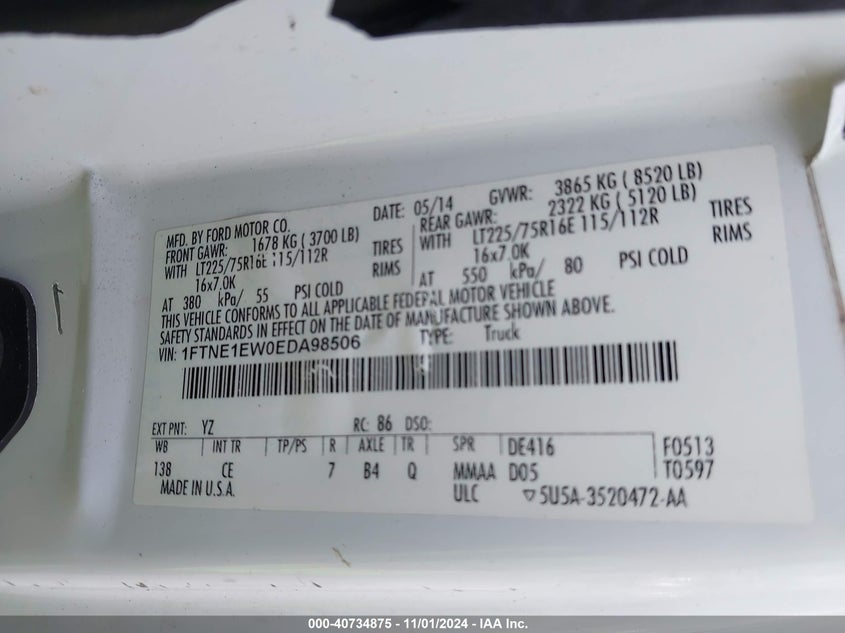 MFD. BY FORD MOTOR CO.
DATE: 05/14
GVWR: 3865 KG ( 8520 LB)
FRONT GAWR: 1678 KG ( 3700 LB)
REAR GAWR: 2322 KG ( 5120 LB)
WITH LT225/75R16E 115/112R TIRES
WITH LT225/75R16E 115/112R TIRES
16x7.0K RIMS
16x7.0K RIMS
AT 380 kPa/ 55 PSI COLD
AT 550 kPa/ 80 PSI COLD
THIS VEHICLE CONFORMS TO ALL APPLICABLE FEDERAL MOTOR VEHICLE
SAFETY STANDARDS IN EFFECT ON THE DATE OF MANUFACTURE SHOWN ABOVE.
VIN: 1FTNE1EW0EDA98506
TYPE: Truck
EXT PNT: YZ RC: 86 DSO:
WB INT TR TP/PS R AXLE TR SPR DE416 F0513
138 CE 7 B4 Q MMAA D05 T0597
MADE IN U.S.A. ULC ▽5U5A-3520472-AA
000-40734875 - 11/01/2024 - IAA Inc.